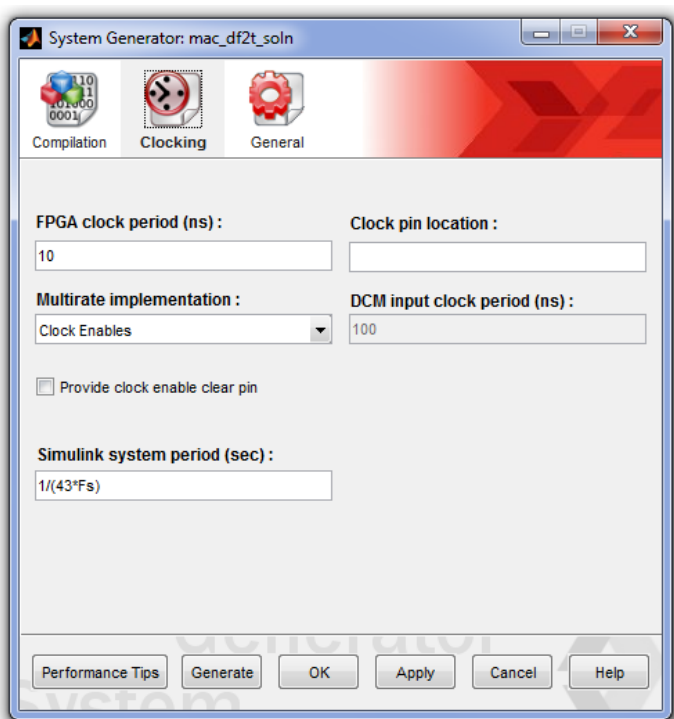 System Generator: mac_df2t_soln
Compilation
Clocking
General
FPGA clock period (ns) :
Clock pin location :
10
Multirate implementation :
DCM input clock period (ns) :
Clock Enables
100
Provide clock enable clear pin
Simulink system period (sec) :
1/(43*Fs)
Generator
Performance Tips
Generate
OK
Apply
Cancel
Help
System